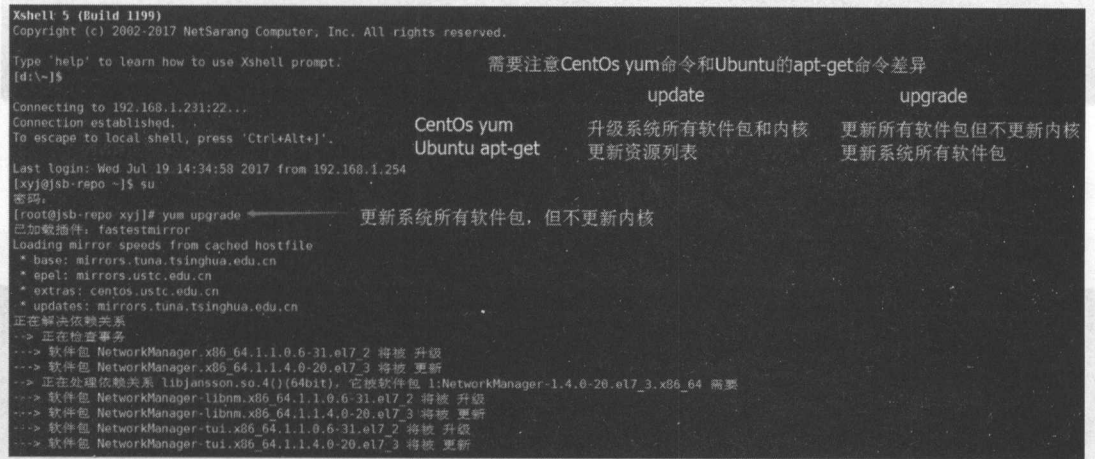 Xshell 5 (Build 1199)
Copyright (c) 2002-2017 NetSarang Computer, Inc. All rights reserved.
Type `help' to learn how to use Xshell prompt.
[d:\~]$
需要注意CentOs yum命令和Ubuntu的apt-get命令差异
update upgrade
Connecting to 192.168.1.231:22...
Connection established.
To escape to local shell, press 'Ctrl+Alt+]'.
CentOs yum 升级系统所有软件包和内核 更新所有软件包但不更新内核
Ubuntu apt-get 更新资源列表 更新系统所有软件包
Last login: Wed Jul 19 14:34:58 2017 from 192.168.1.254
[xyj@jsb-repo ~]$ su
密码:
[root@jsb-repo xyj]# yum upgrade 更新系统所有软件包，但不更新内核
已加载插件: fastestmirror
Loading mirror speeds from cached hostfile
* base: mirrors.tuna.tsinghua.edu.cn
* epel: mirrors.ustc.edu.cn
* extras: centos.ustc.edu.cn
* updates: mirrors.tuna.tsinghua.edu.cn
正在解决依赖关系
--> 正在检查事务
---> 软件包 NetworkManager.x86_64.1.1.0.6-31.el7_2 将被 升级
---> 软件包 NetworkManager.x86_64.1.1.4.0-20.el7_3 将被 更新
--> 正在处理依赖关系 libjansson.so.4()(64bit)，它被软件包 1:NetworkManager-1.4.0-20.el7_3.x86_64 需要
---> 软件包 NetworkManager-libnm.x86_64.1.1.0.6-31.el7_2 将被 升级
---> 软件包 NetworkManager-libnm.x86_64.1.1.4.0-20.el7_3 将被 更新
---> 软件包 NetworkManager-tui.x86_64.1.1.0.6-31.el7_2 将被 升级
---> 软件包 NetworkManager-tui.x86_64.1.1.4.0-20.el7_3 将被 更新